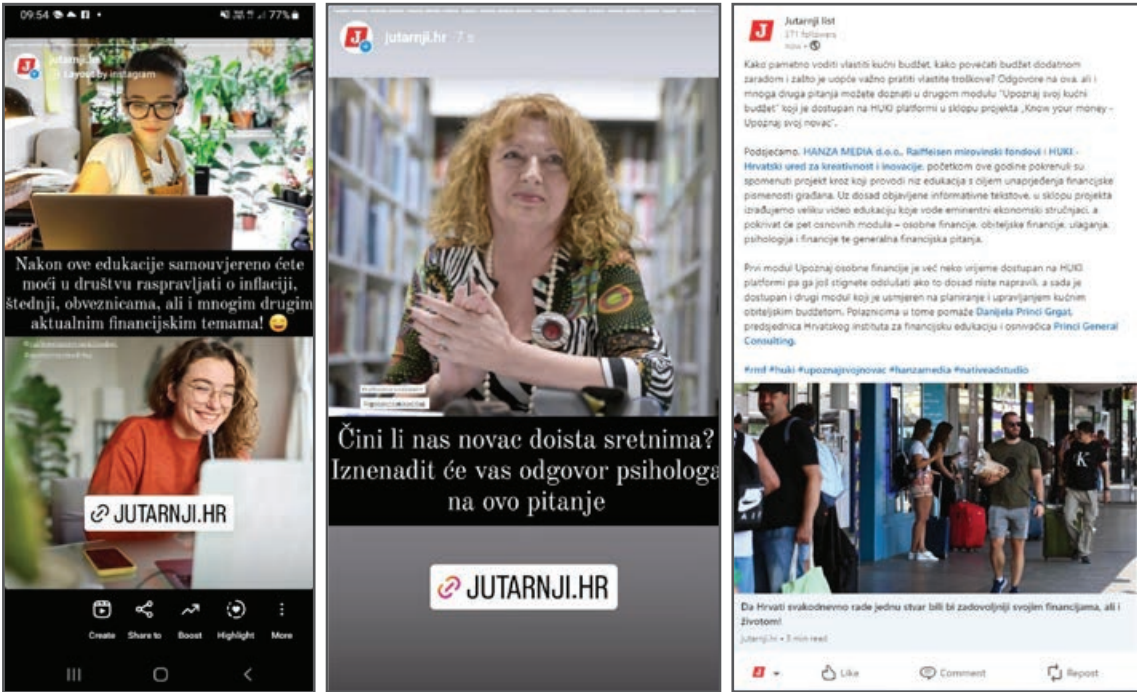 09:54
77%
jutarnji.hr · 7 s
Layout by instagram
Nakon ove edukacije samouvjereno ćete
moći u društvu raspravljati o inflaciji,
štednji, obveznicama, ali i mnogim drugim
aktualnim financijskim temama!
JUTARNJI.HR
Create Share to Boost Highlight More
jutarnji.hr 7 s
Čini li nas novac doista sretnima?
Iznenadit će vas odgovor psihologa
na ovo pitanje
JUTARNJI.HR
Jutarnji list
371 followers
now •
Kako pametno voditi vlastiti kućni budžet, kako povećati budžet dodatnom
zaradom i zašto je uopće važno pratiti vlastite troškove? Odgovore na ova, ali i
mnoga druga pitanja možete doznati u drugom modulu "Upoznaj svoj kućni
budžet" koji je dostupan na HUKI platformi u sklopu projekta „Know your money -
Upoznaj svoj novac".
Podsjećamo, HANZA MEDIA d.o.o., Raiffeisen mirovinski fondovi i HUKI -
Hrvatski ured za kreativnost i inovacije, početkom ove godine pokrenuli su
spomenuti projekt kroz koji provodi niz edukacija s ciljem unaprjeđenja financijske
pismenosti građana. Uz dosad objavljene informativne tekstove, u sklopu projekta
izrađujemo veliku video edukaciju koje vode eminentni ekonomski stručnjaci, a
pokrivat će pet osnovnih modula – osobne financije, obiteljske financije, ulaganja,
psihologija i financije te generalna financijska pitanja.
Prvi modul Upoznaj osobne financije je već neko vrijeme dostupan na HUKI
platformi pa ga još stignete odslušati ako to dosad niste napravili, a sada je
dostupan i drugi modul koji je usmjeren na planiranje i upravljanjem kućnim
obiteljskim budžetom. Polaznicima u tome pomaže Danijela Princi Grgat,
predsjednica Hrvatskog instituta za financijsku edukaciju i osnivačica Princi General
Consulting.
#rmf #huki #upoznajsvojnovac #hanzamedia #nativeadstudio
Da Hrvati svakodnevno rade jednu stvar bili bi zadovoljniji svojim financijama, ali i
životom!
jutarnji.hr • 3 min read
Like Comment Repost